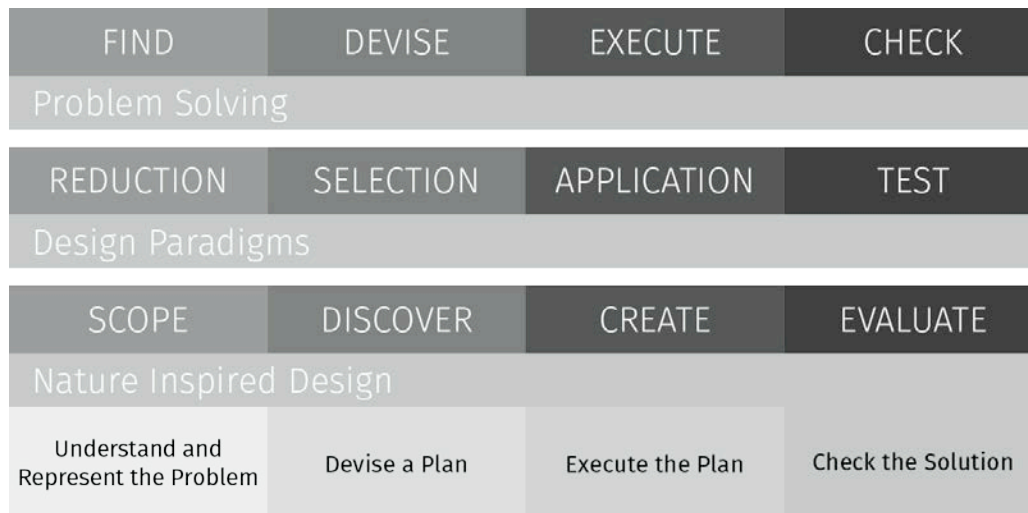 FIND DEVISE EXECUTE CHECK
Problem Solving
REDUCTION SELECTION APPLICATION TEST
Design Paradigms
SCOPE DISCOVER CREATE EVALUATE
Nature Inspired Design
Understand and
Represent the Problem
Devise a Plan
Execute the Plan
Check the Solution